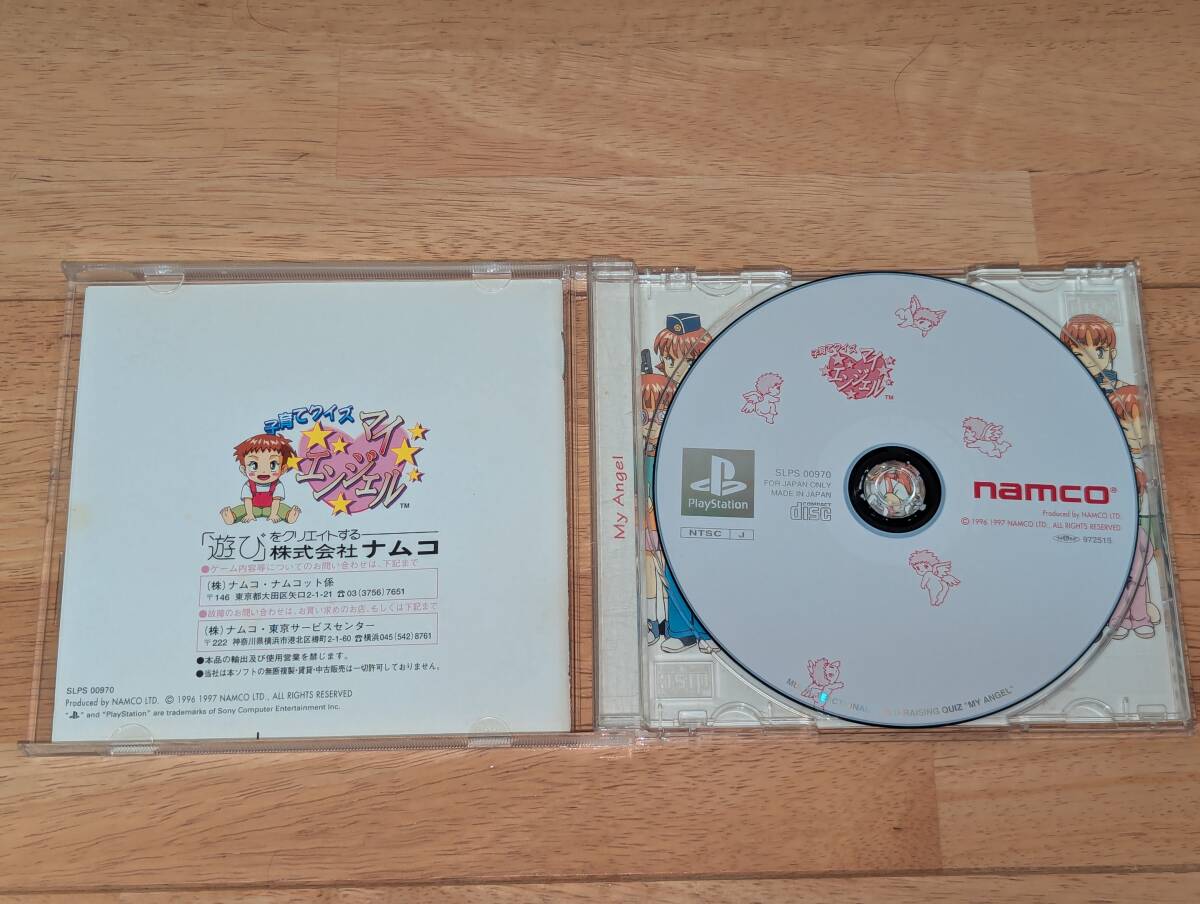 子育てクイズ
マイ
エンジェル
TM
「遊び」をクリエイトする
株式会社 ナムコ
●ゲーム内容等についてのお問い合わせは、下記まで
(株)ナムコ・ナムコット係
〒146 東京都大田区矢口2-1-21 ☎03(3756)7651
●故障のお問い合わせは、お買い求めのお店、もしくは下記まで
(株)ナムコ・東京サービスセンター
〒222 神奈川県横浜市港北区樽町2-1-60 ☎横浜045(542)8761
●本品の輸出及び使用営業を禁じます。
●当社は本ソフトの無断複製・賃貸・中古販売は一切許可しておりません。
SLPS 00970
Produced by NAMCO LTD. © 1996 1997 NAMCO LTD., ALL RIGHTS RESERVED
" " and "PlayStation" are trademarks of Sony Computer Entertainment Inc.
My Angel
子育てクイズ
マイ
エンジェル
TM
PlayStation
NTSC J
SLPS 00970
FOR JAPAN ONLY
MADE IN JAPAN
COMPACT
disc
namco®
Produced by NAMCO LTD.
© 1996 1997 NAMCO LTD., ALL RIGHTS RESERVED
97251S
RAISING QUIZ "MY ANGEL"